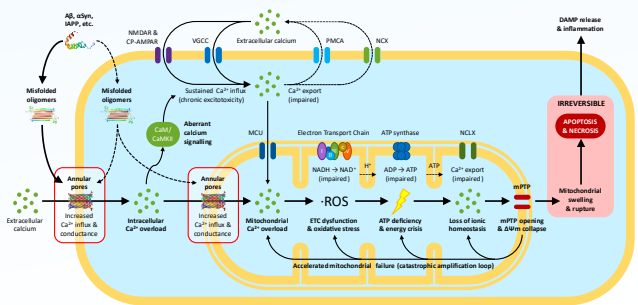 Aβ, αSyn,
IAPP, etc.
Misfolded
oligomers
Misfolded
oligomers
NMDAR &
CP-AMPAR
VGCC
Extracellular calcium
PMCA
NCX
Sustained Ca²⁺ influx
(chronic excitotoxicity)
Ca²⁺ export
(impaired)
CaM/
CaMKII
Aberrant
calcium
signalling
MCU
Electron Transport Chain
ATP synthase
NCLX
NADH → NAD⁺
(impaired)
H⁺
ADP → ATP
(impaired)
ATP
Ca²⁺ export
(impaired)
Extracellular
calcium
Annular
pores
Increased
Ca²⁺ influx &
conductance
Intracellular
Ca²⁺ overload
Annular
pores
Increased
Ca²⁺ influx &
conductance
Mitochondrial
Ca²⁺ overload
·ROS
ETC dysfunction
& oxidative stress
ATP deficiency
& energy crisis
Loss of ionic
homeostasis
mPTP
mPTP opening
& ΔΨm collapse
Accelerated mitochondrial failure (catastrophic amplification loop)
DAMP release
& inflammation
IRREVERSIBLE
APOPTOSIS
& NECROSIS
Mitochondrial
swelling
& rupture